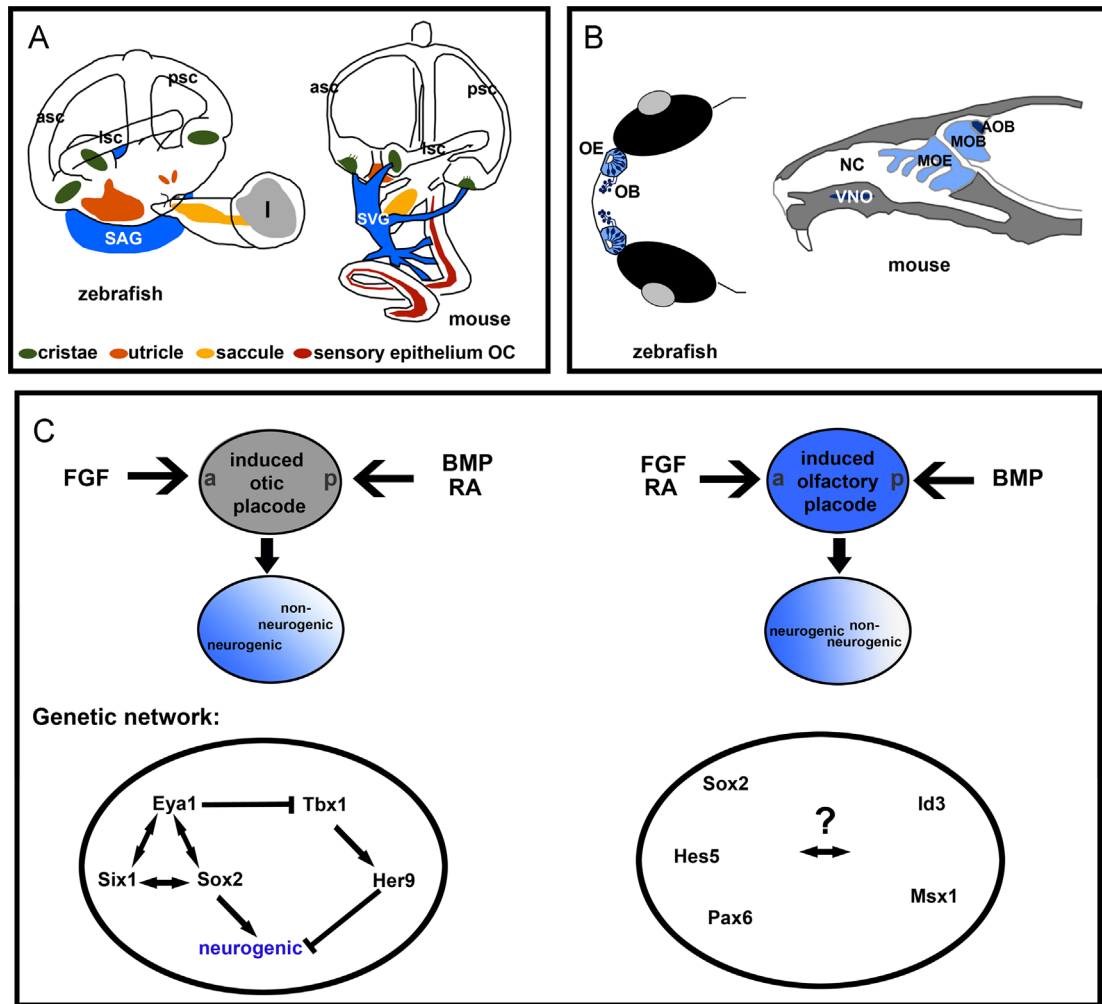 A
psc
asc
lsc
l
SAG
zebrafish
asc
psc
lsc
SVG
mouse
cristae utricle saccule sensory epithelium OC
B
OE
OB
zebrafish
AOB
MOB
MOE
NC
VNO
mouse
C
FGF
a
induced
otic
placode
p
BMP
RA
non-
neurogenic
neurogenic
FGF
RA
a
induced
olfactory
placode
p
BMP
neurogenic
non-
neurogenic
Genetic network:
Eya1
Tbx1
Six1
Sox2
Her9
neurogenic
Sox2
Id3
?
Hes5
Msx1
Pax6